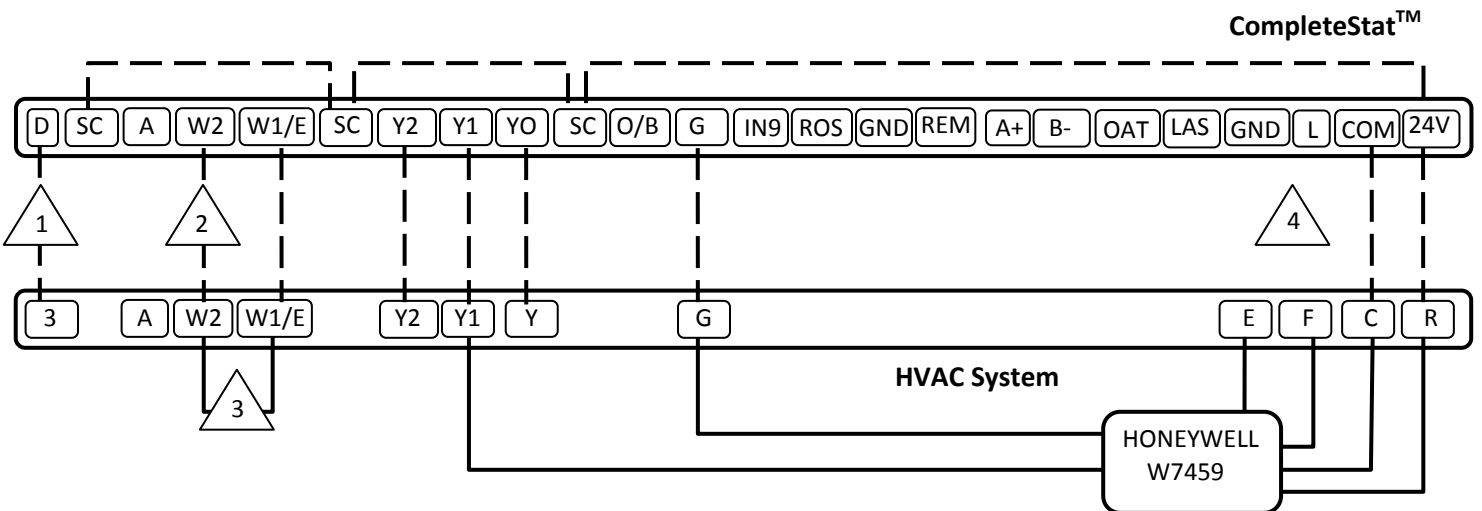 CompleteStat™
D SC A W2 W1/E SC Y2 Y1 YO SC O/B G IN9 ROS GND REM A+ B- OAT LAS GND L COM 24V
1 2 4
3 A W2 W1/E Y2 Y1 Y G E F C R
HVAC System
3
HONEYWELL
W7459